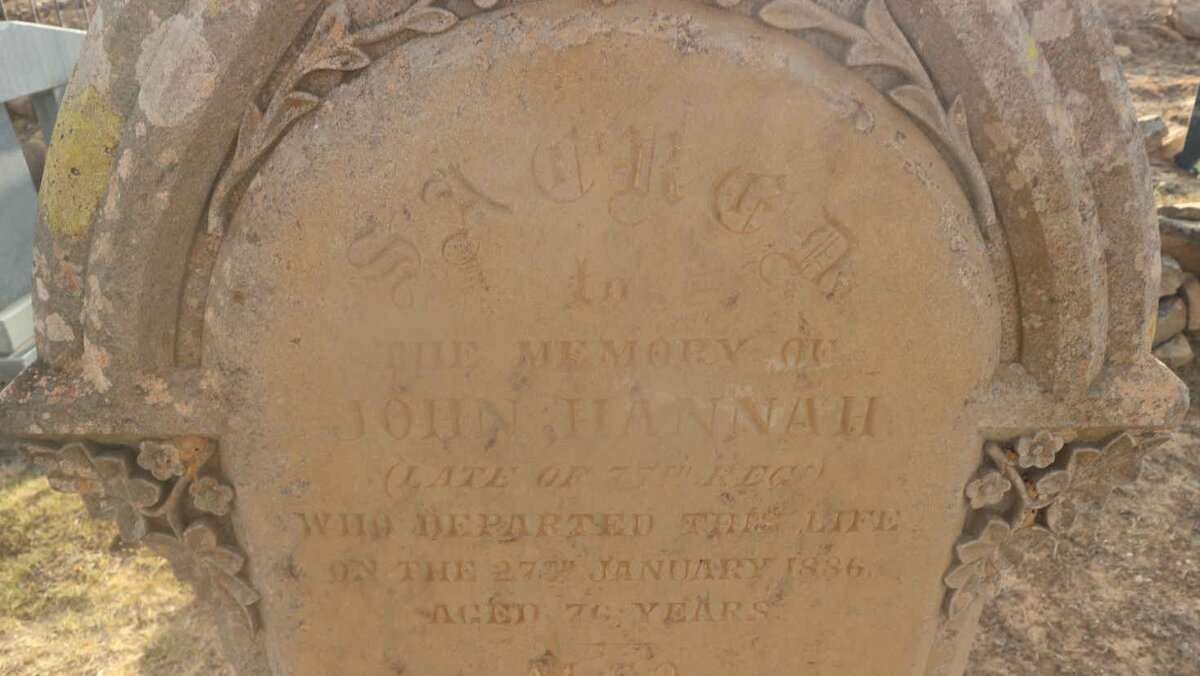 SACRED
to
THE MEMORY OF
JOHN HANNAH
(LATE OF 77TH REGT)
WHO DEPARTED THIS LIFE
ON THE 27TH JANUARY 1886
AGED YEARS
ALSO